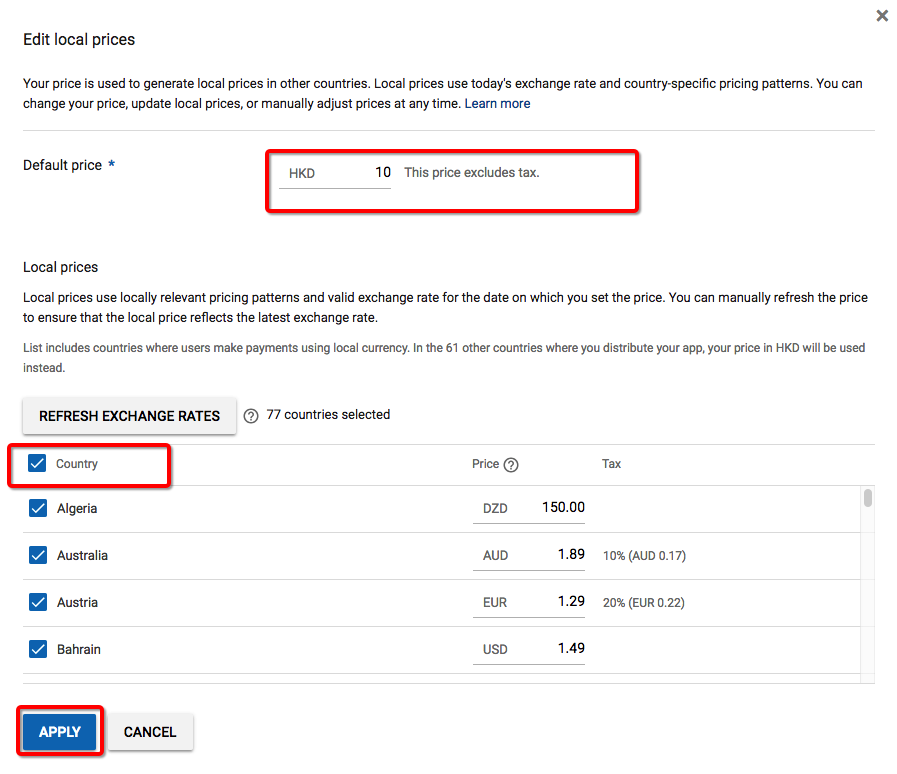 Edit local prices
Your price is used to generate local prices in other countries. Local prices use today's exchange rate and country-specific pricing patterns. You can
change your price, update local prices, or manually adjust prices at any time. Learn more
Default price *
HKD 10 This price excludes tax.
Local prices
Local prices use locally relevant pricing patterns and valid exchange rate for the date on which you set the price. You can manually refresh the price
to ensure that the local price reflects the latest exchange rate.
List includes countries where users make payments using local currency. In the 61 other countries where you distribute your app, your price in HKD will be used
instead.
REFRESH EXCHANGE RATES ? 77 countries selected
Country Price ? Tax
Algeria DZD 150.00
Australia AUD 1.89 10% (AUD 0.17)
Austria EUR 1.29 20% (EUR 0.22)
Bahrain USD 1.49
APPLY CANCEL